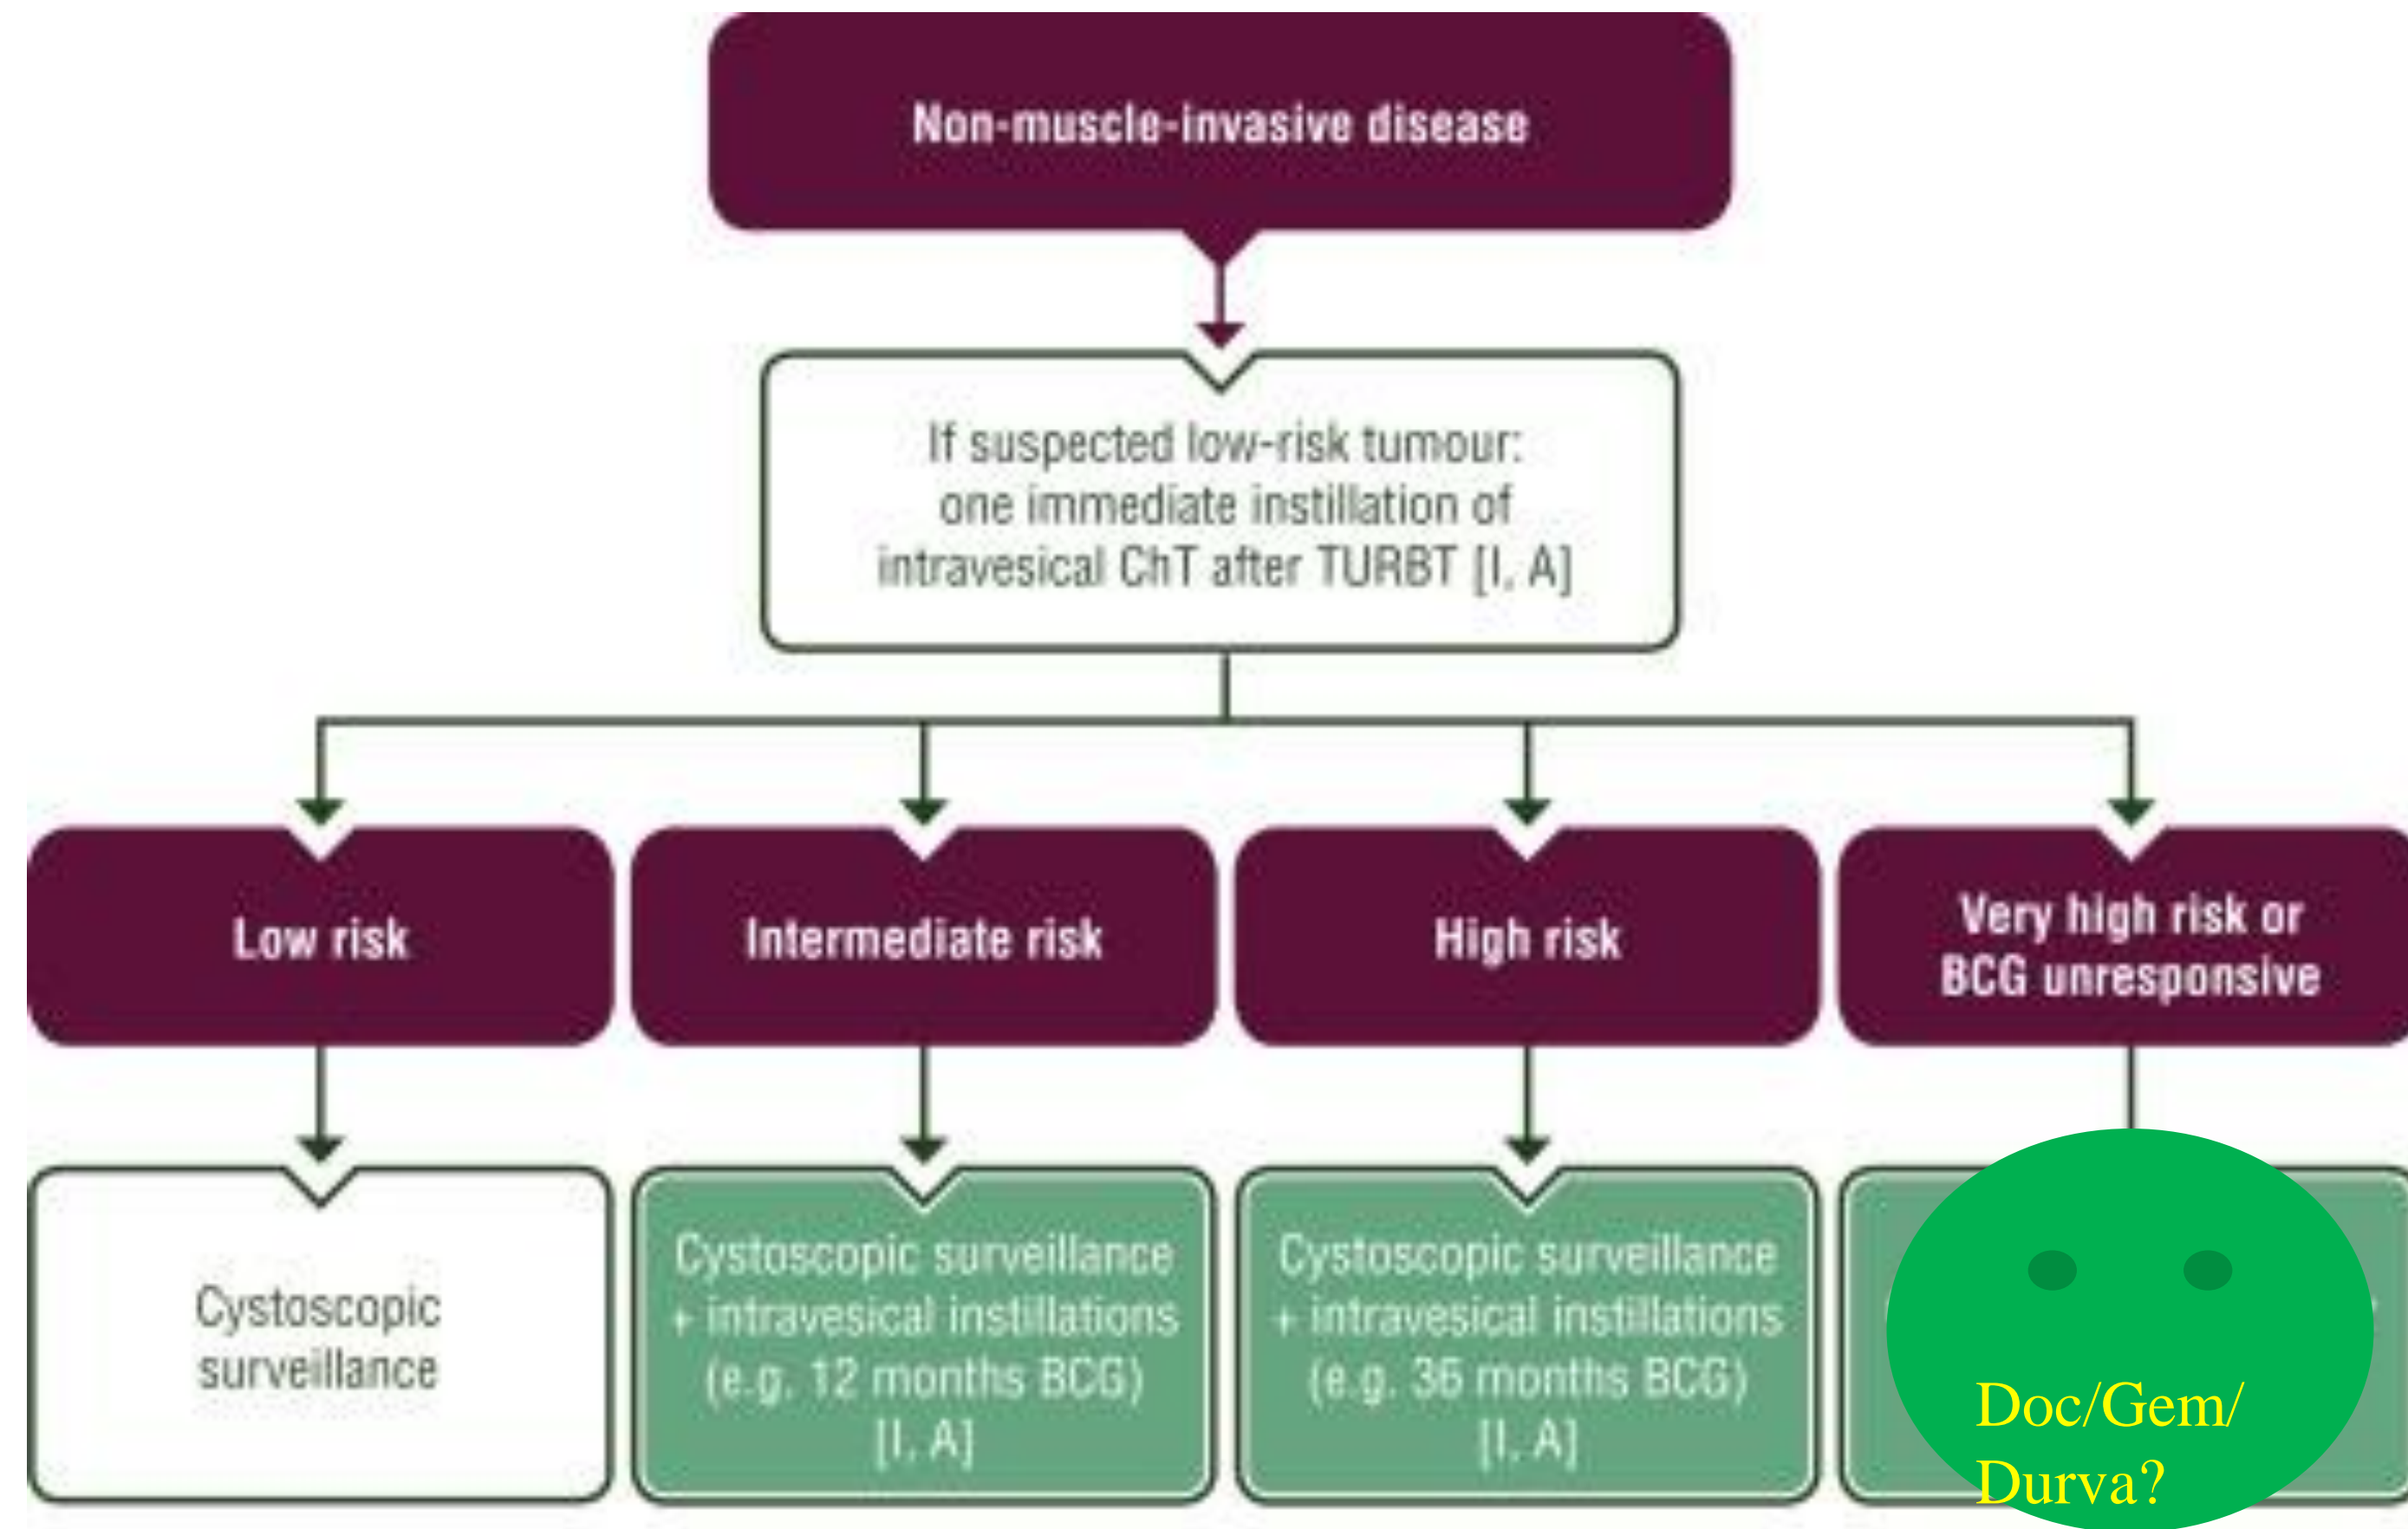 Non-muscle-invasive disease
If suspected low-risk tumour:
one immediate instillation of
intravesical ChT after TURBT [I, A]
Low risk
Intermediate risk
High risk
Very high risk or
BCG unresponsive
Cystoscopic
surveillance
Cystoscopic surveillance
+ intravesical instillations
(e.g. 12 months BCG)
[I, A]
Cystoscopic surveillance
+ intravesical instillations
(e.g. 36 months BCG)
[I, A]
Doc/Gem/
Durva?